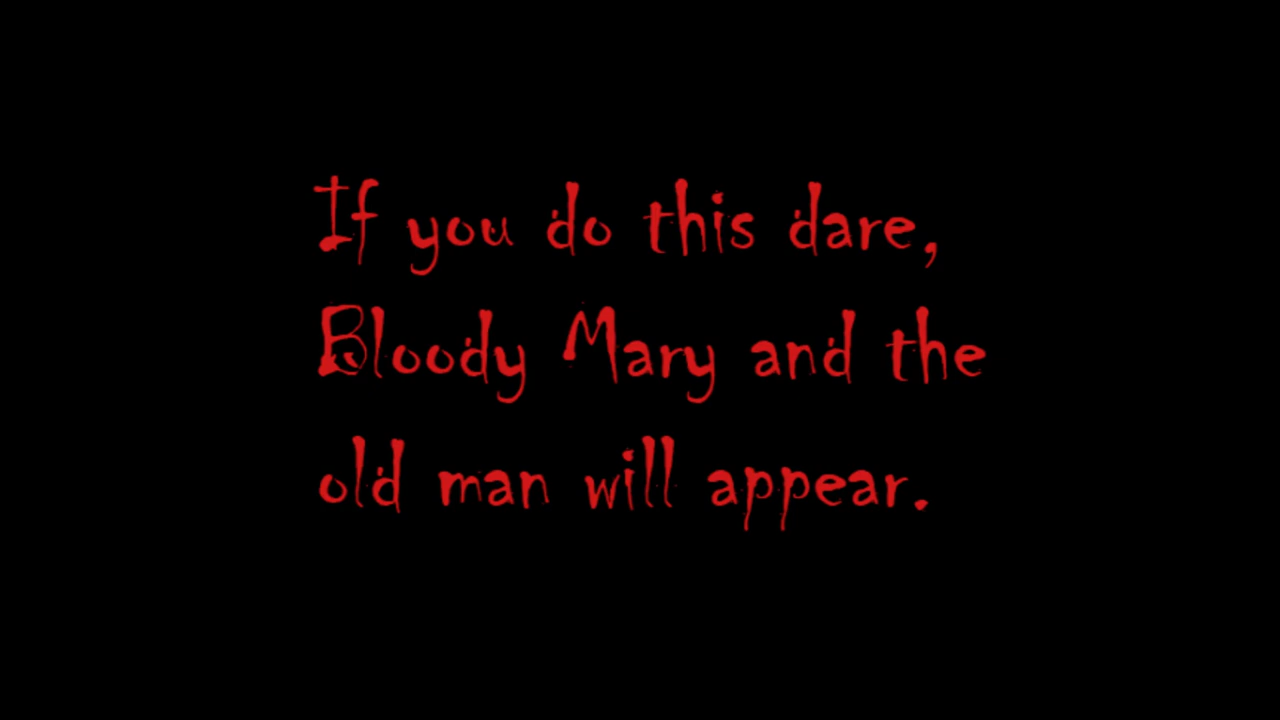 If you do this dare,
Bloody Mary and the
old man will appear.